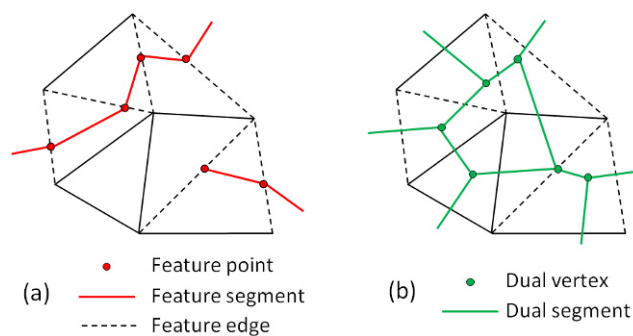 (a)
Feature point
Feature segment
Feature edge
(b)
Dual vertex
Dual segment